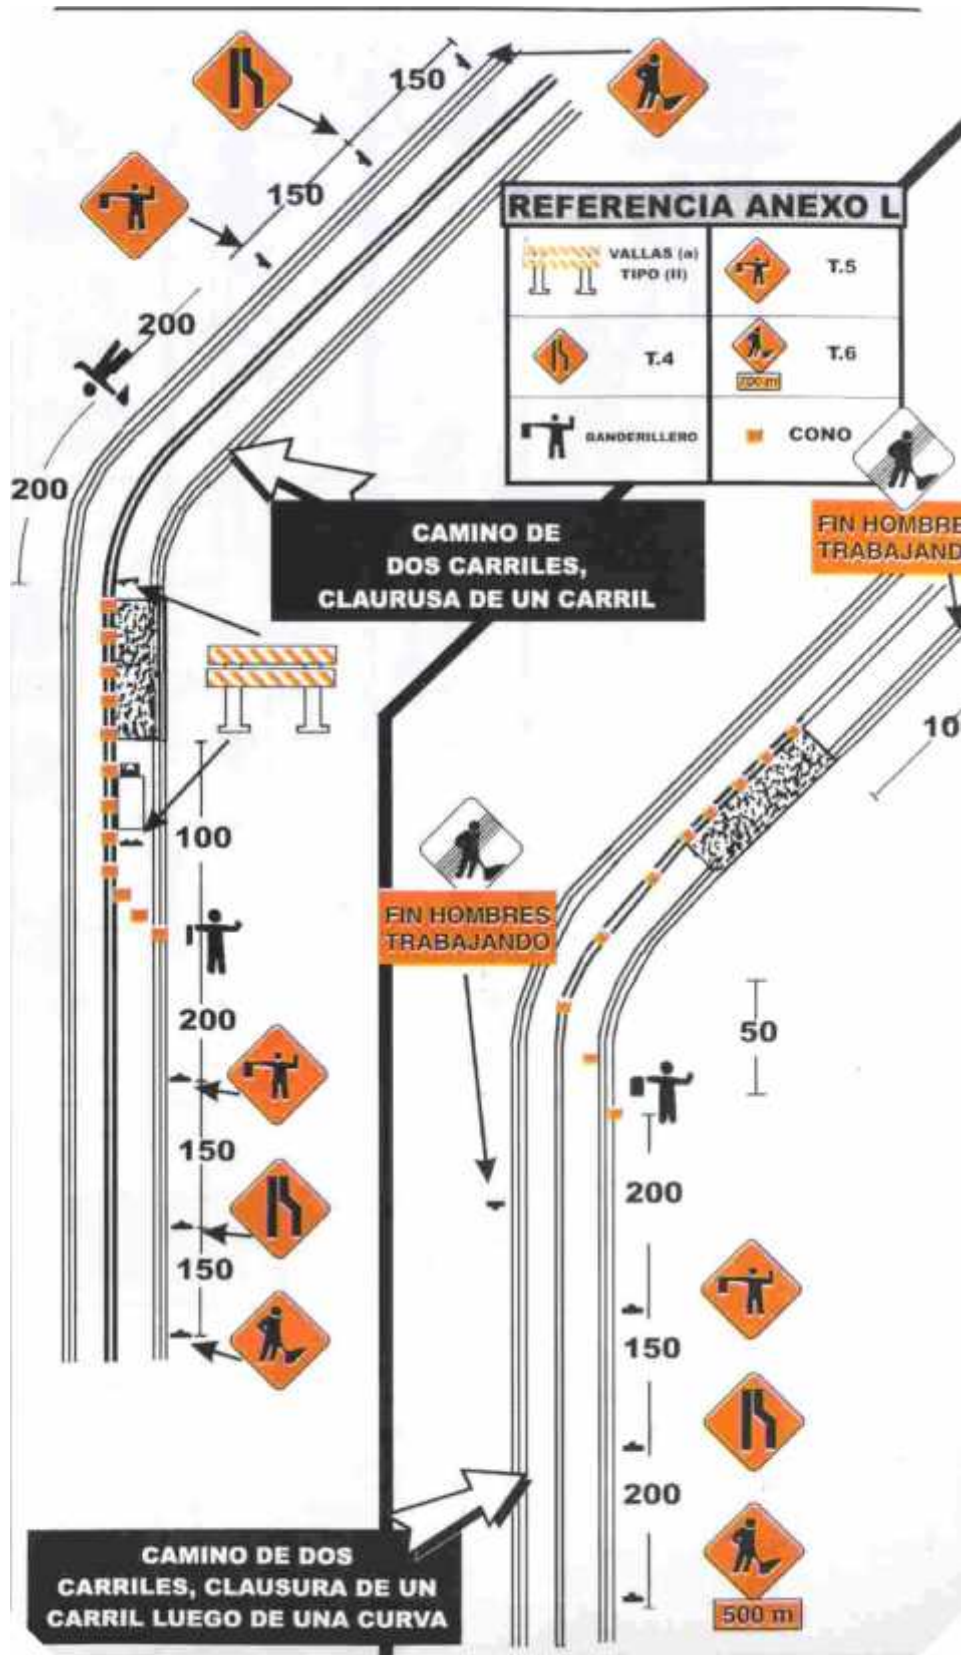 150
150
200
200
REFERENCIA ANEXO L
VALLAS (a)
TIPO (II)
T.5
T.4
T.6
700 m
BANDERILLERO
CONO
CAMINO DE
DOS CARRILES,
CLAURUSA DE UN CARRIL
FIN HOMBRE
TRABAJAND
10
100
200
150
150
FIN HOMBRES
TRABAJANDO
50
200
150
200
500 m
CAMINO DE DOS
CARRILES, CLAUSURA DE UN
CARRIL LUEGO DE UNA CURVA